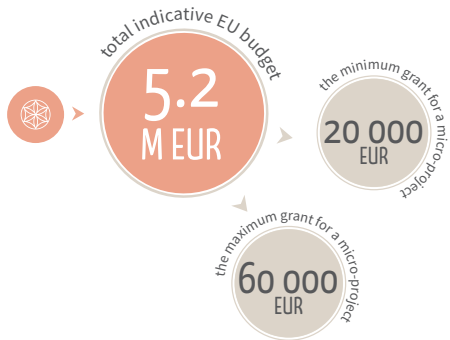 total indicative EU budget
5.2
M EUR
the minimum grant for a micro-project
20 000
EUR
the maximum grant for a micro-project
60 000
EUR